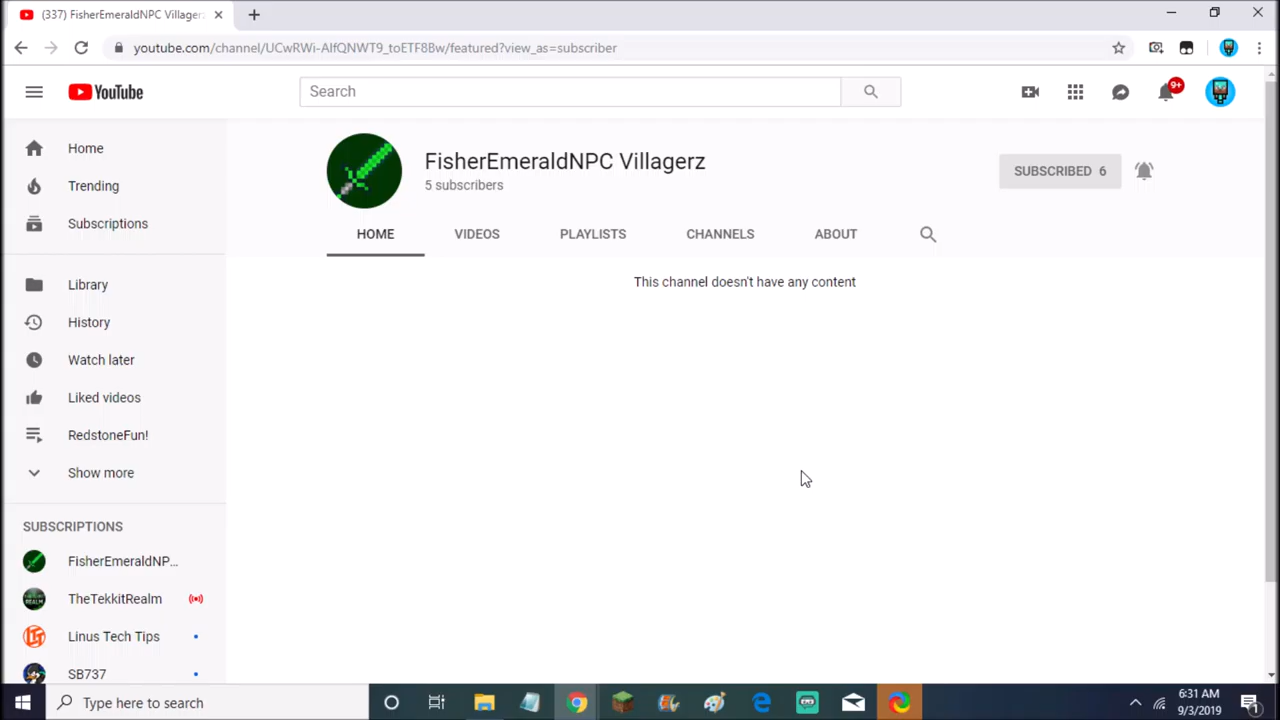 (337) FisherEmeraldNPC Villagerz
youtube.com/channel/UCwRWi-AlfQNWT9_toETF8Bw/featured?view_as=subscriber
YouTube
Search
9+
Home
Trending
Subscriptions
Library
History
Watch later
Liked videos
RedstoneFun!
Show more
SUBSCRIPTIONS
FisherEmeraldNP...
TheTekkitRealm
Linus Tech Tips
SB737
FisherEmeraldNPC Villagerz
5 subscribers
SUBSCRIBED 6
HOME VIDEOS PLAYLISTS CHANNELS ABOUT
This channel doesn't have any content
Type here to search
6:31 AM
9/3/2019
1